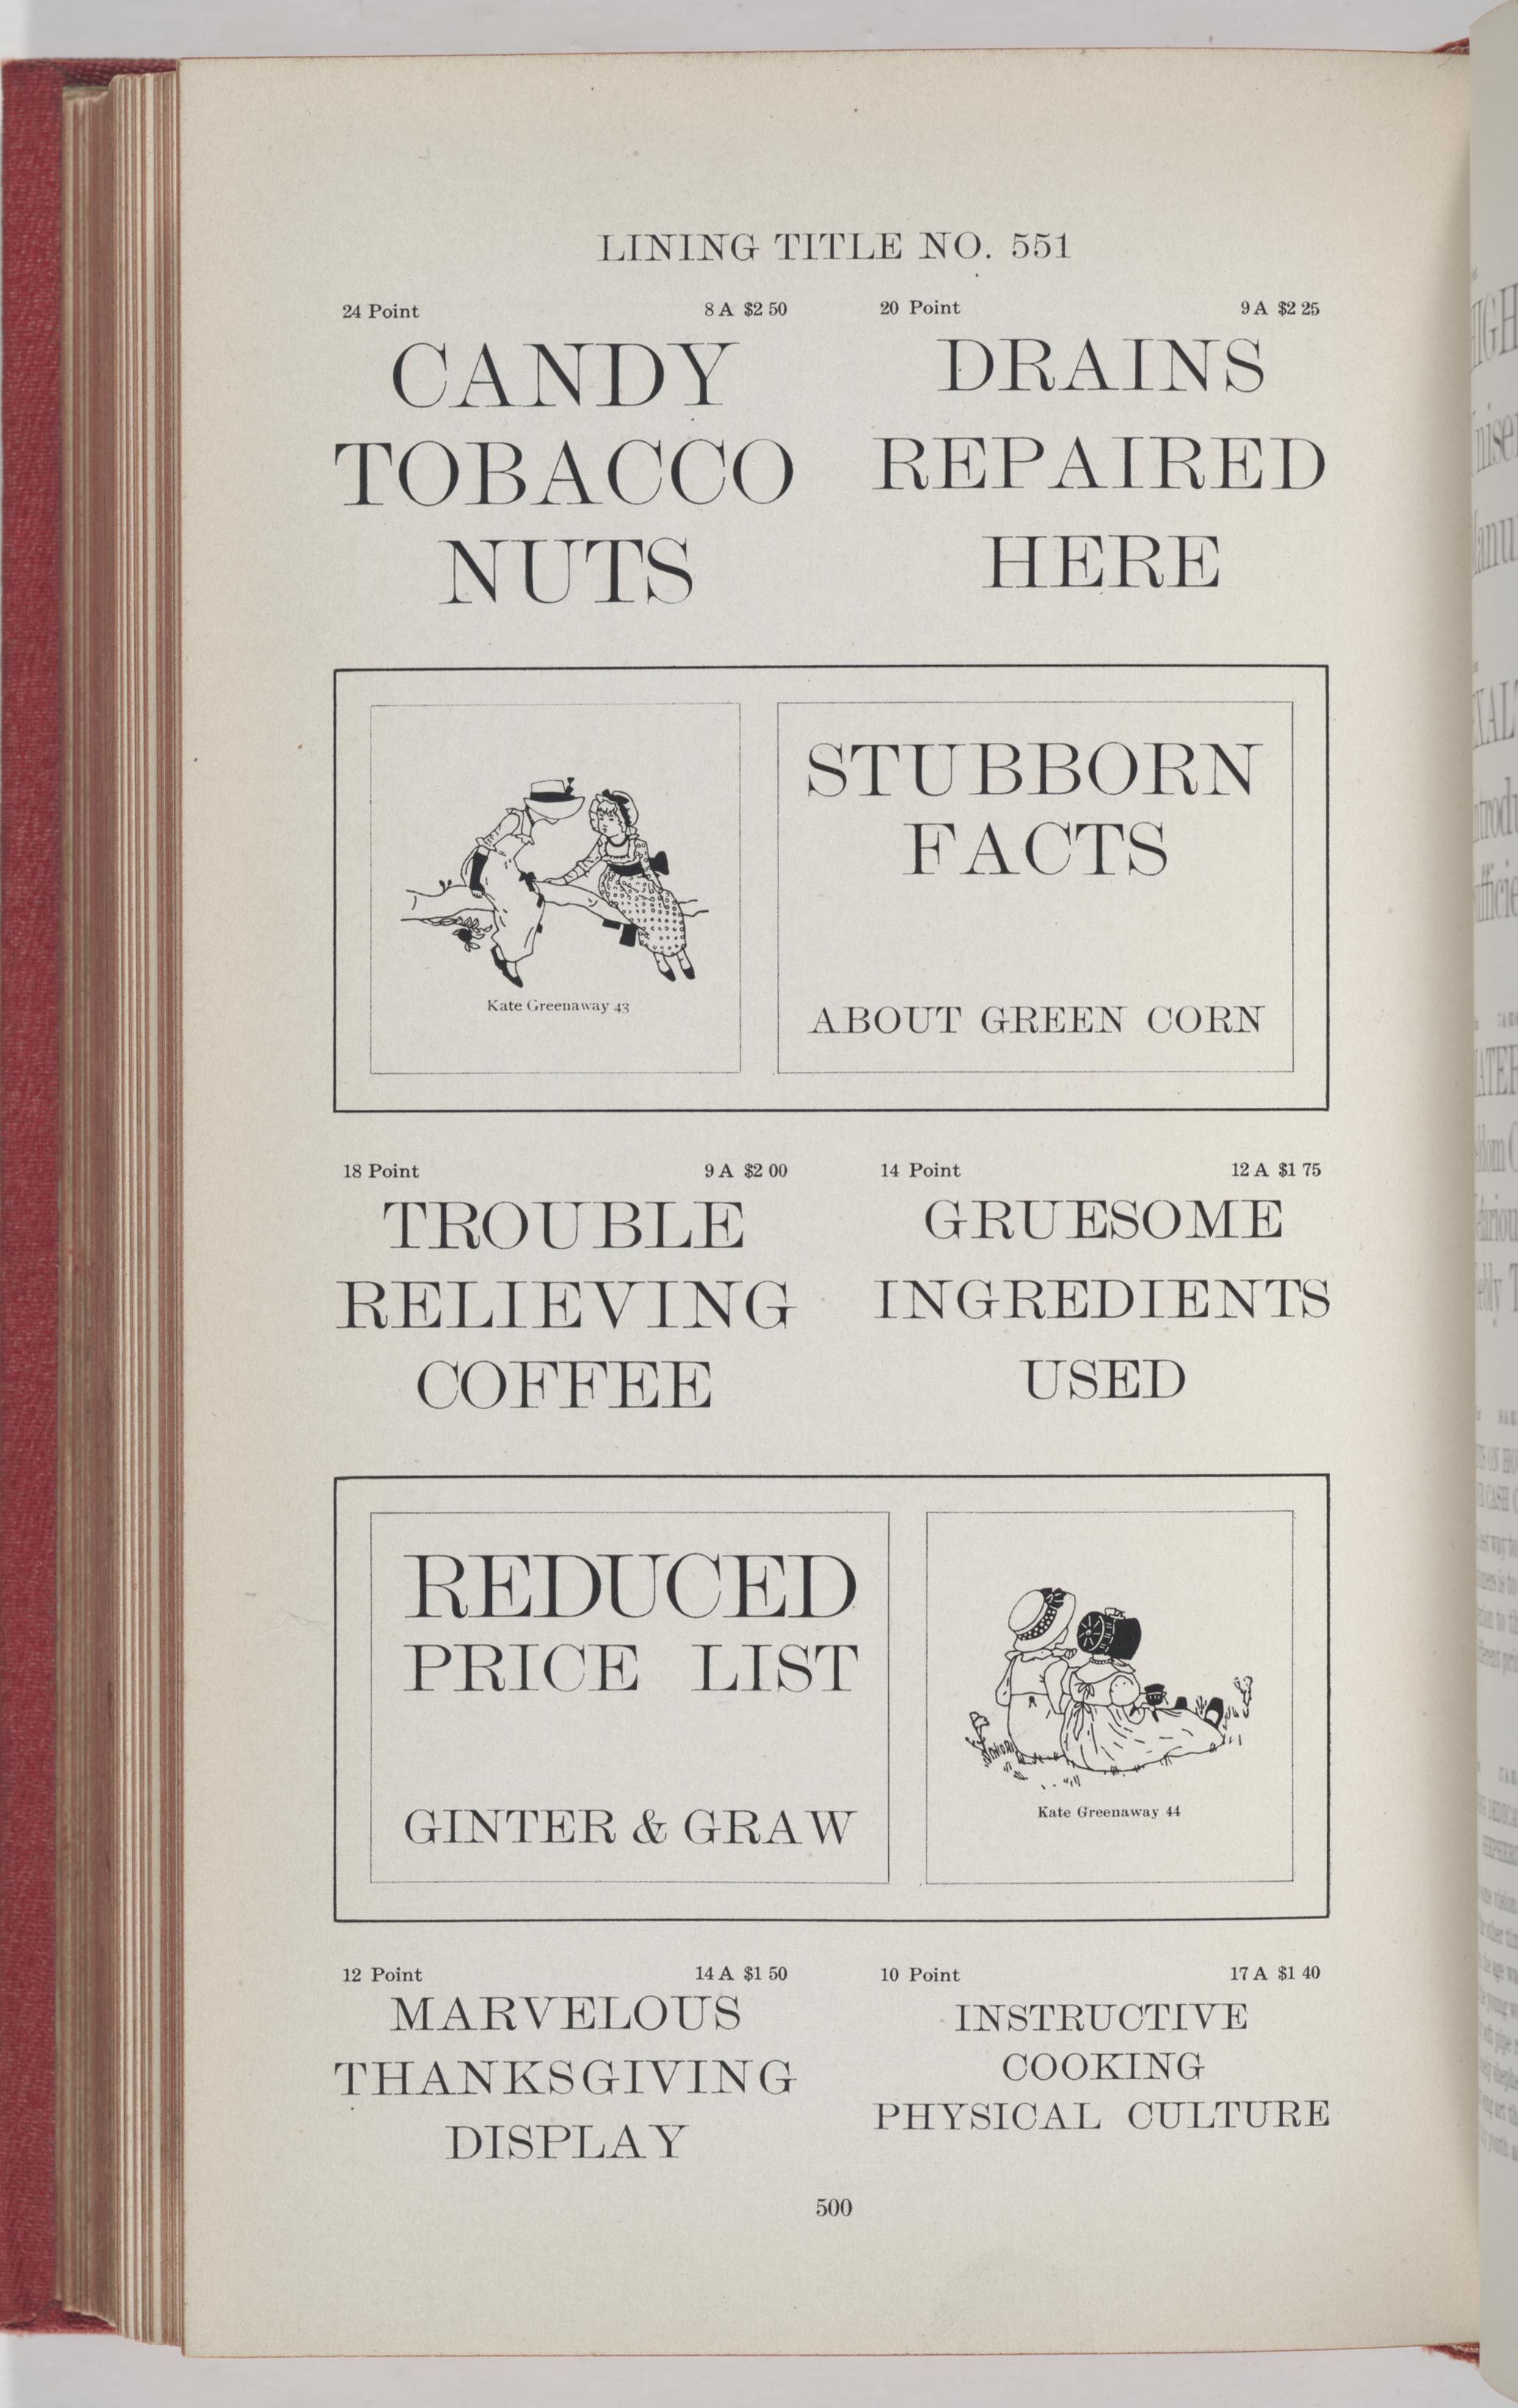 LINING TITLE NO. 551
24 Point 8 A $2 50
CANDY
TOBACCO
NUTS
20 Point 9 A $2 25
DRAINS
REPAIRED
HERE
Kate Greenaway 43
STUBBORN
FACTS
ABOUT GREEN CORN
18 Point 9 A $2 00
TROUBLE
RELIEVING
COFFEE
14 Point 12 A $1 75
GRUESOME
INGREDIENTS
USED
REDUCED
PRICE LIST
GINTER & GRAW
Kate Greenaway 44
12 Point 14 A $1 50
MARVELOUS
THANKSGIVING
DISPLAY
10 Point 17 A $1 40
INSTRUCTIVE
COOKING
PHYSICAL CULTURE
500